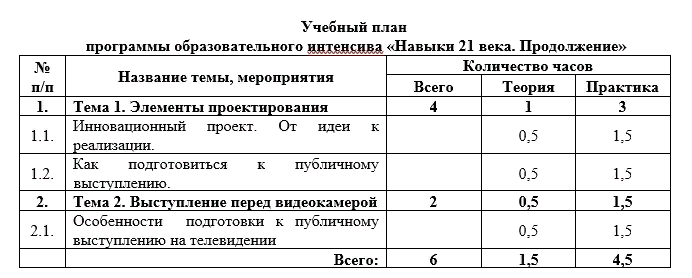 Учебный план
программы образовательного интенсива «Навыки 21 века. Продолжение»
№ п/п Название темы, мероприятия Количество часов
Всего Теория Практика
1. Тема 1. Элементы проектирования 4 1 3
1.1. Инновационный проект. От идеи к 0,5 1,5
реализации.
1.2. Как подготовиться к публичному 0,5 1,5
выступлению.
2. Тема 2. Выступление перед видеокамерой 2 0,5 1,5
2.1. Особенности подготовки к публичному 0,5 1,5
выступлению на телевидении
Всего: 6 1,5 4,5